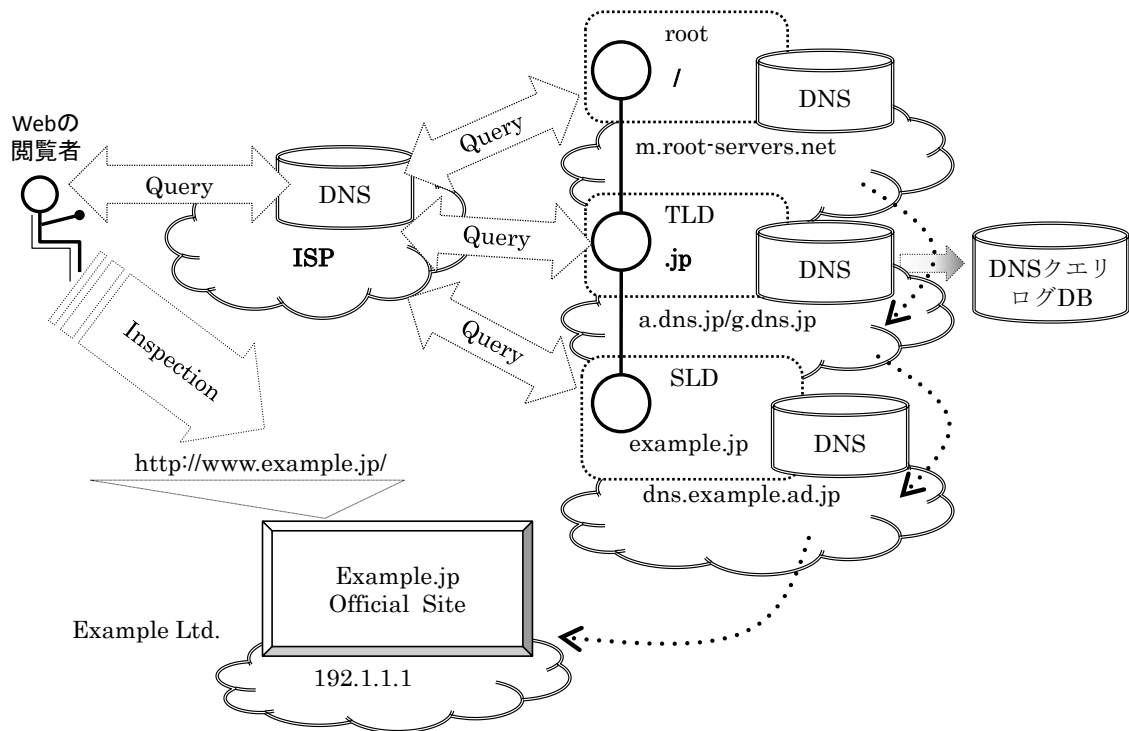 root
/
DNS
m.root-servers.net
Webの
閲覧者
Query
DNS
ISP
Query
Query
Query
TLD
.jp
DNS
a.dns.jp/g.dns.jp
DNSクエリ
ログDB
SLD
example.jp
DNS
dns.example.ad.jp
Inspection
http://www.example.jp/
Example.jp
Official Site
Example Ltd.
192.1.1.1